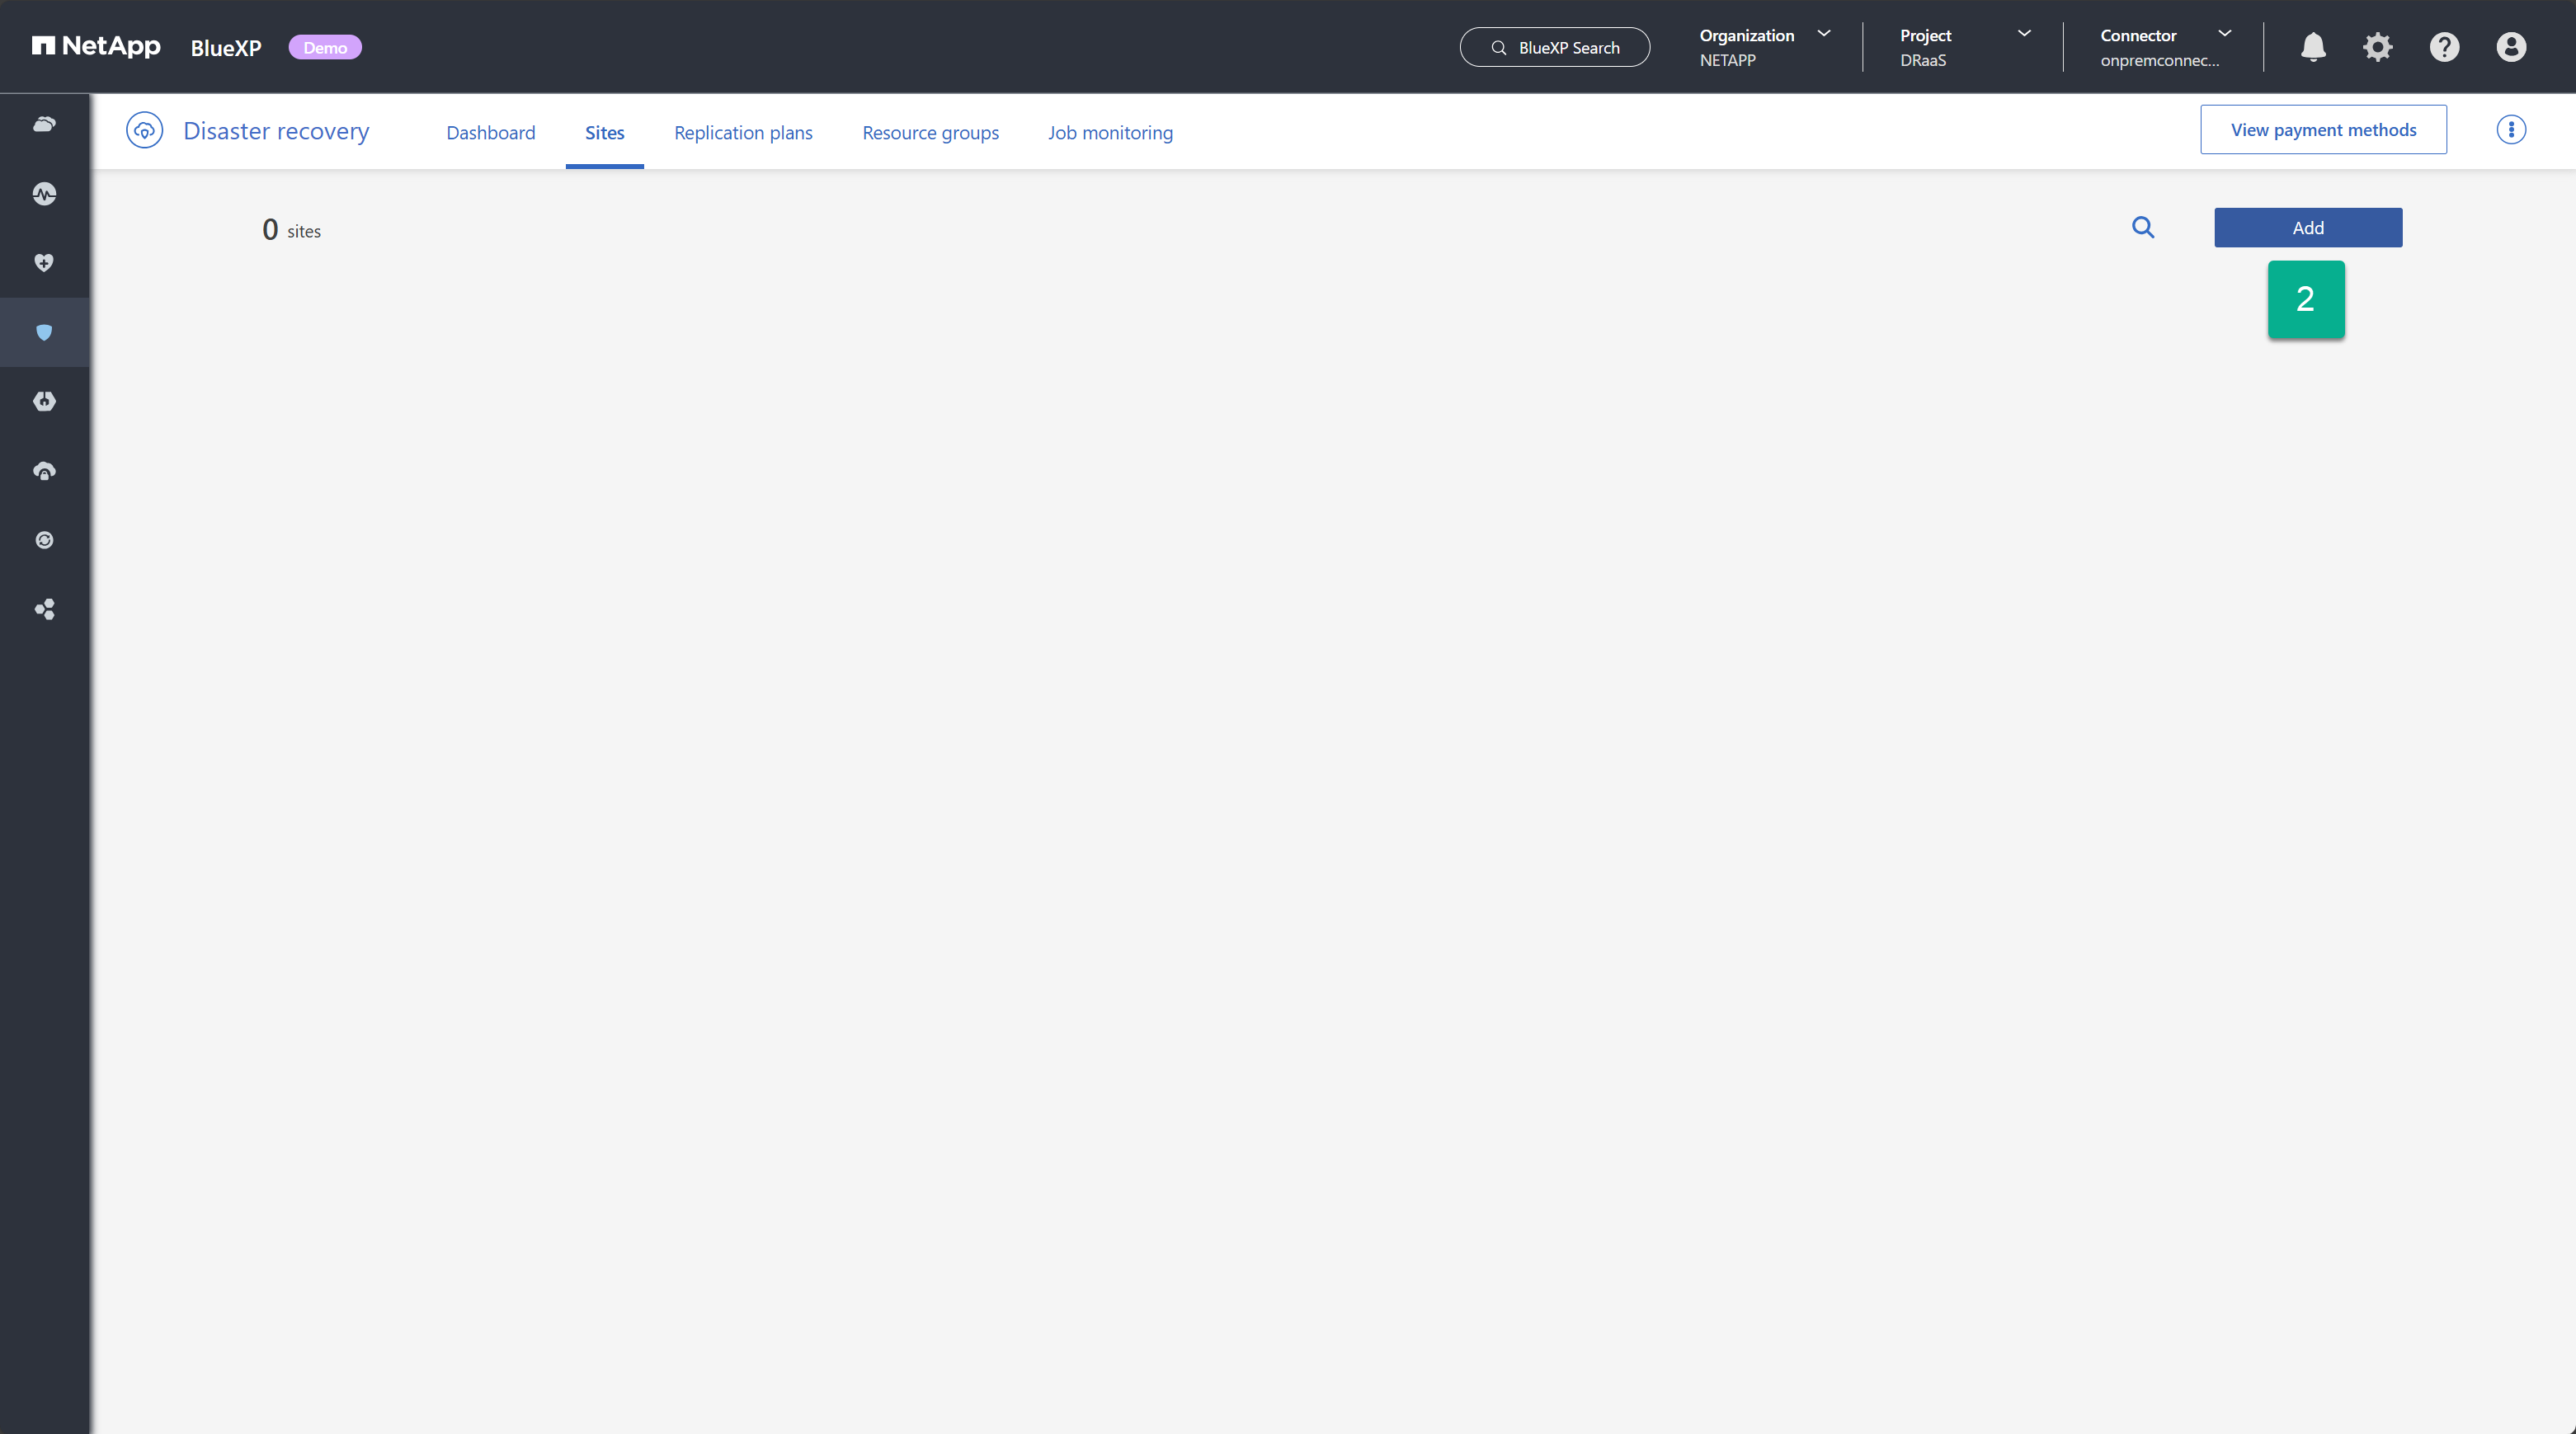 NetApp BlueXP Demo
BlueXP Search
Organization
NETAPP
Project
DRaaS
Connector
onpremconnec...
Disaster recovery
Dashboard
Sites
Replication plans
Resource groups
Job monitoring
View payment methods
0 sites
Add
2